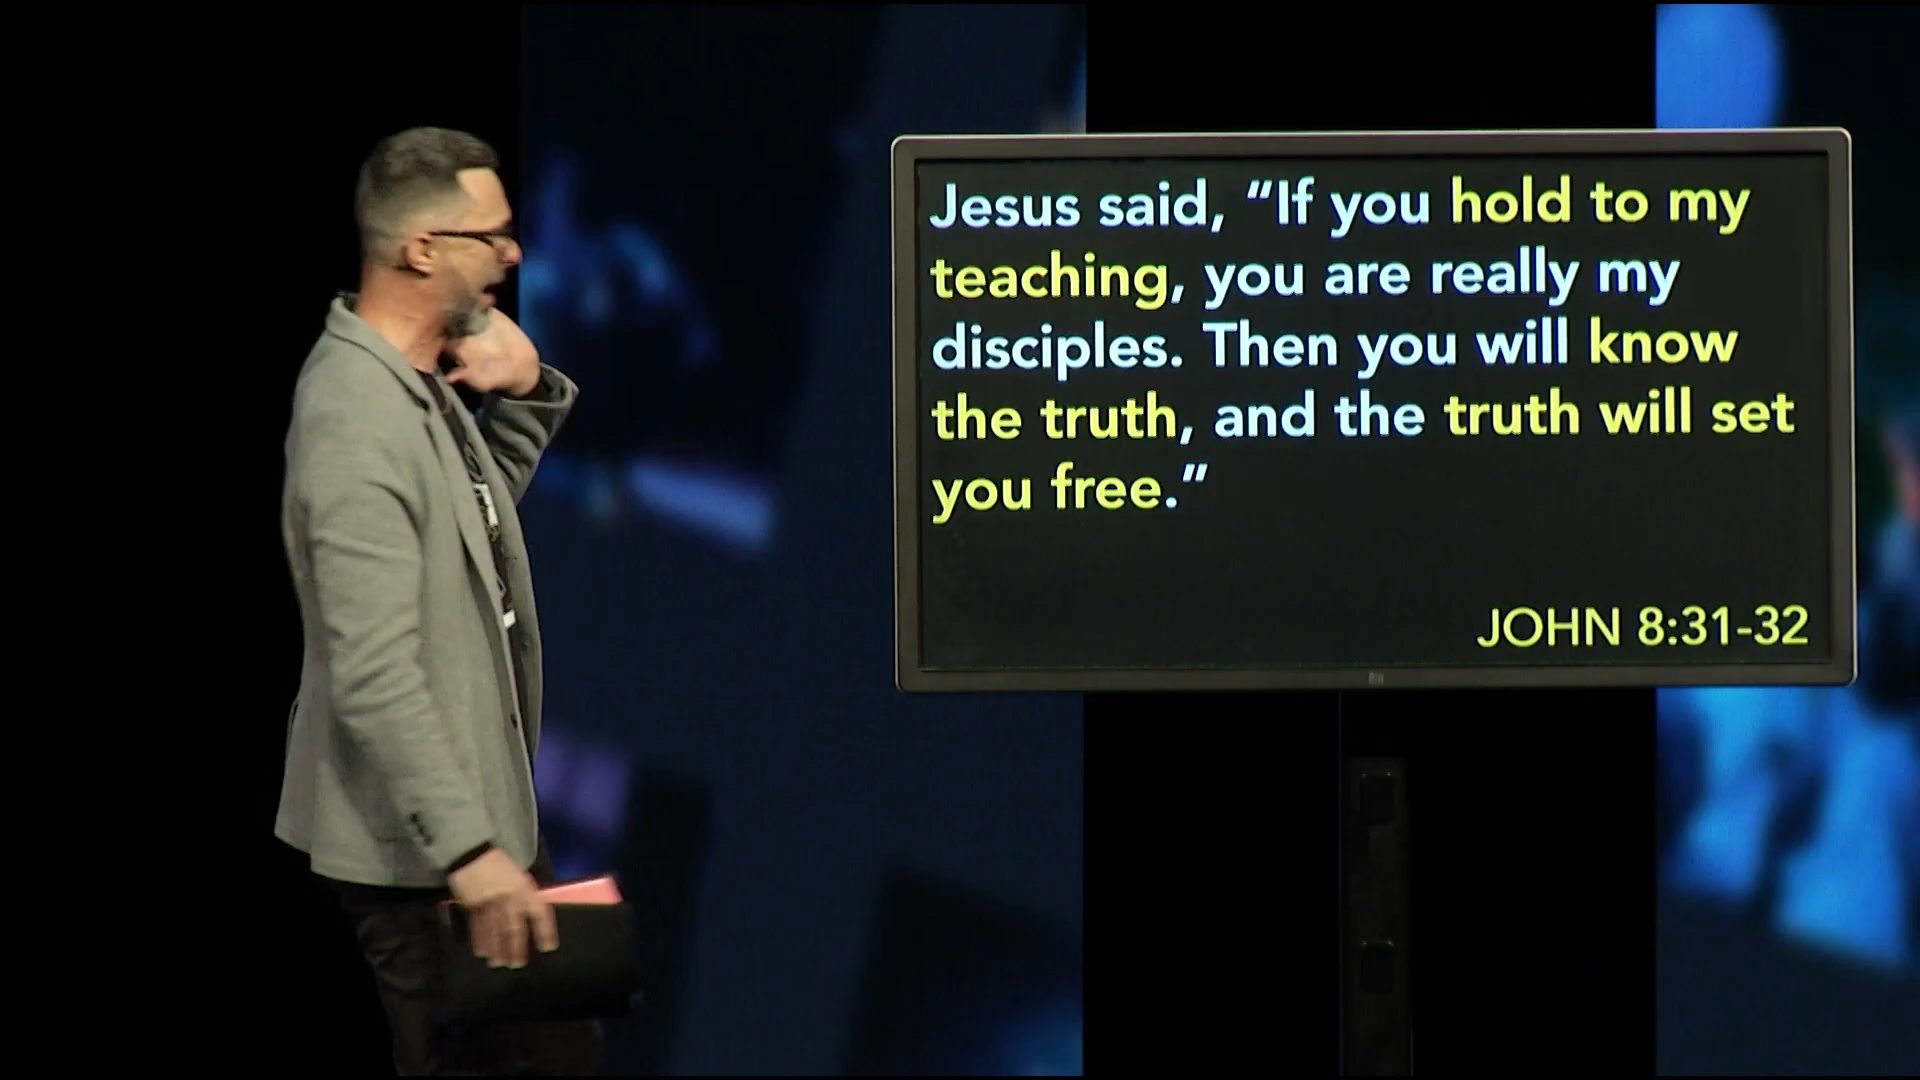 Jesus said, “If you hold to my
teaching, you are really my
disciples. Then you will know
the truth, and the truth will set
you free.”
JOHN 8:31-32